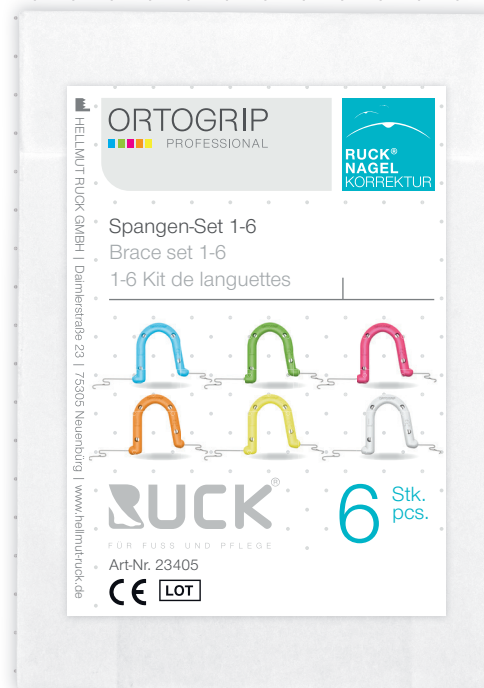 ORTOGRIP
PROFESSIONAL
RUCK®
NAGEL
KORREKTUR
HELLMUT RUCK GMBH | Daimlerstraße 23 | 75305 Neuenbürg | www.hellmut-ruck.de
Spangen-Set 1-6
Brace set 1-6
1-6 Kit de languettes
RUCK®
FÜR FUSS UND PFLEGE
6 Stk.
pcs.
Art-Nr. 23405
CE LOT